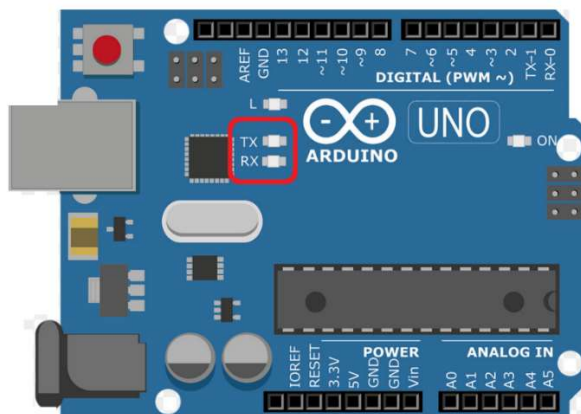 AREF
GND
13
12
~11
~10
~9
8
7
~6
~5
4
~3
2
TX→1
RX←0
DIGITAL (PWM ~)
L
TX
RX
- +
UNO
ARDUINO
ON
IOREF
RESET
3.3V
5V
GND
GND
Vin
POWER
ANALOG IN
A0
A1
A2
A3
A4
A5